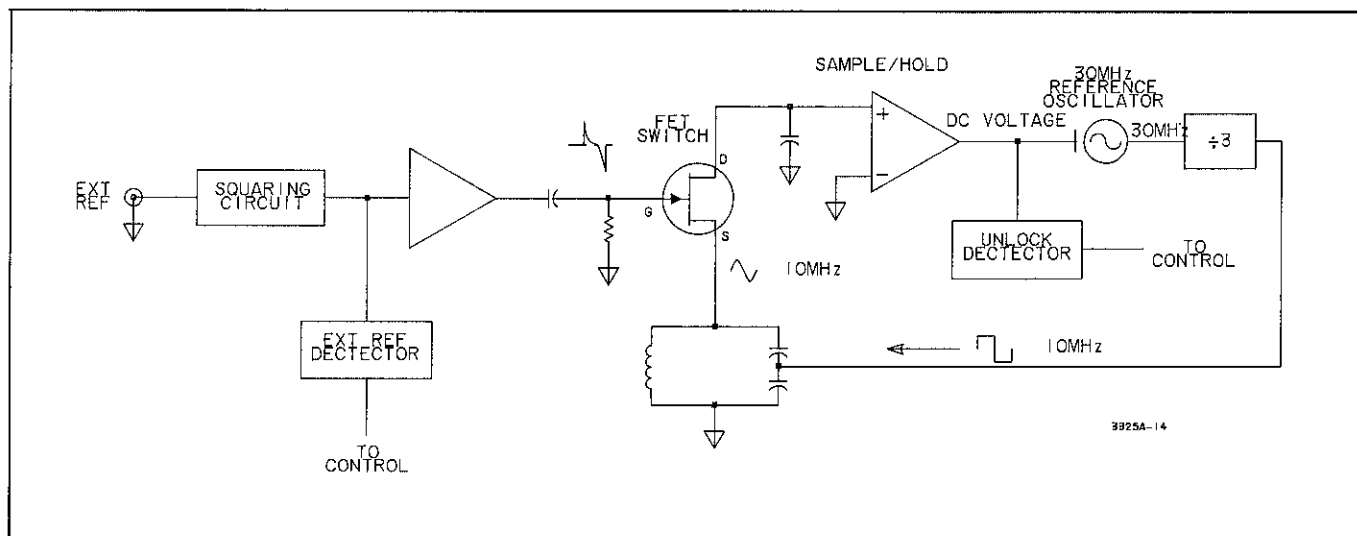 SAMPLE/HOLD
30MHz
REFERENCE
OSCILLATOR
FET
SWITCH
D
+
DC VOLTAGE
30MHz
÷3
EXT
REF
SQUARING
CIRCUIT
G
−
S
UNLOCK
DECTECTOR
TO
CONTROL
10MHz
EXT REF
DECTECTOR
10MHz
TO
CONTROL
3325A-14